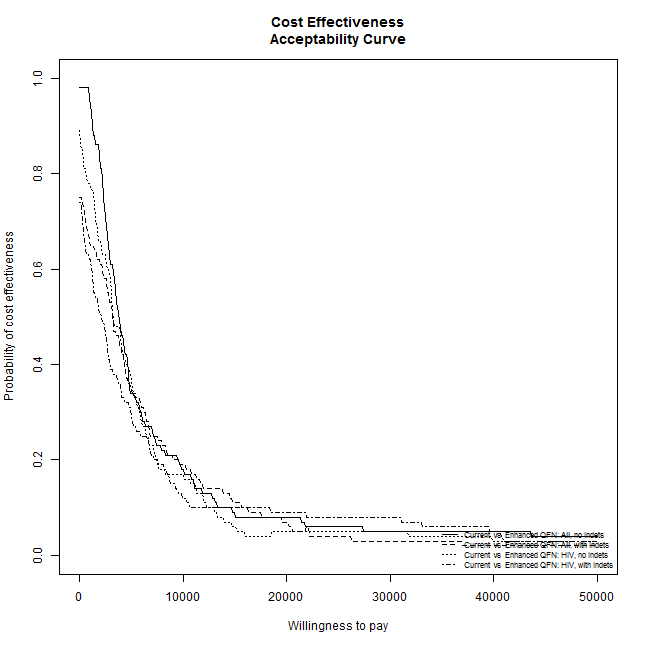 Cost Effectiveness
Acceptability Curve
Probability of cost effectiveness
1.0
0.8
0.6
0.4
0.2
0.0
Current vs Enhanced QFN: All, no indets
Current vs Enhanced QFN: All, with indets
Current vs Enhanced QFN: HIV, no indets
Current vs Enhanced QFN: HIV, with indets
0 10000 20000 30000 40000 50000
Willingness to pay